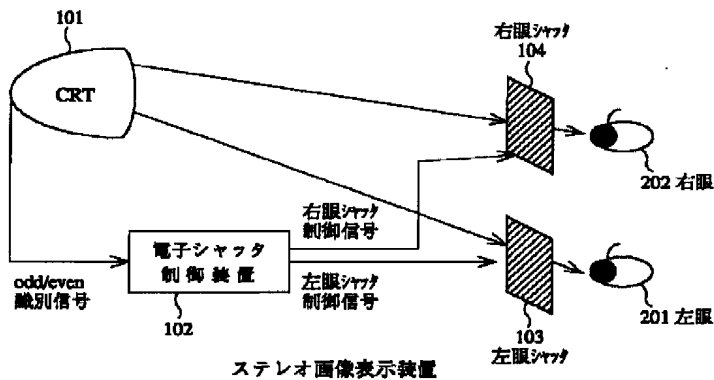 101
CRT
右眼シャッタ
104
202 右眼
右眼シャッタ
制御信号
電子シャッタ
制御装置
102
odd/even
識別信号
左眼シャッタ
制御信号
201 左眼
103
左眼シャッタ
ステレオ画像表示装置